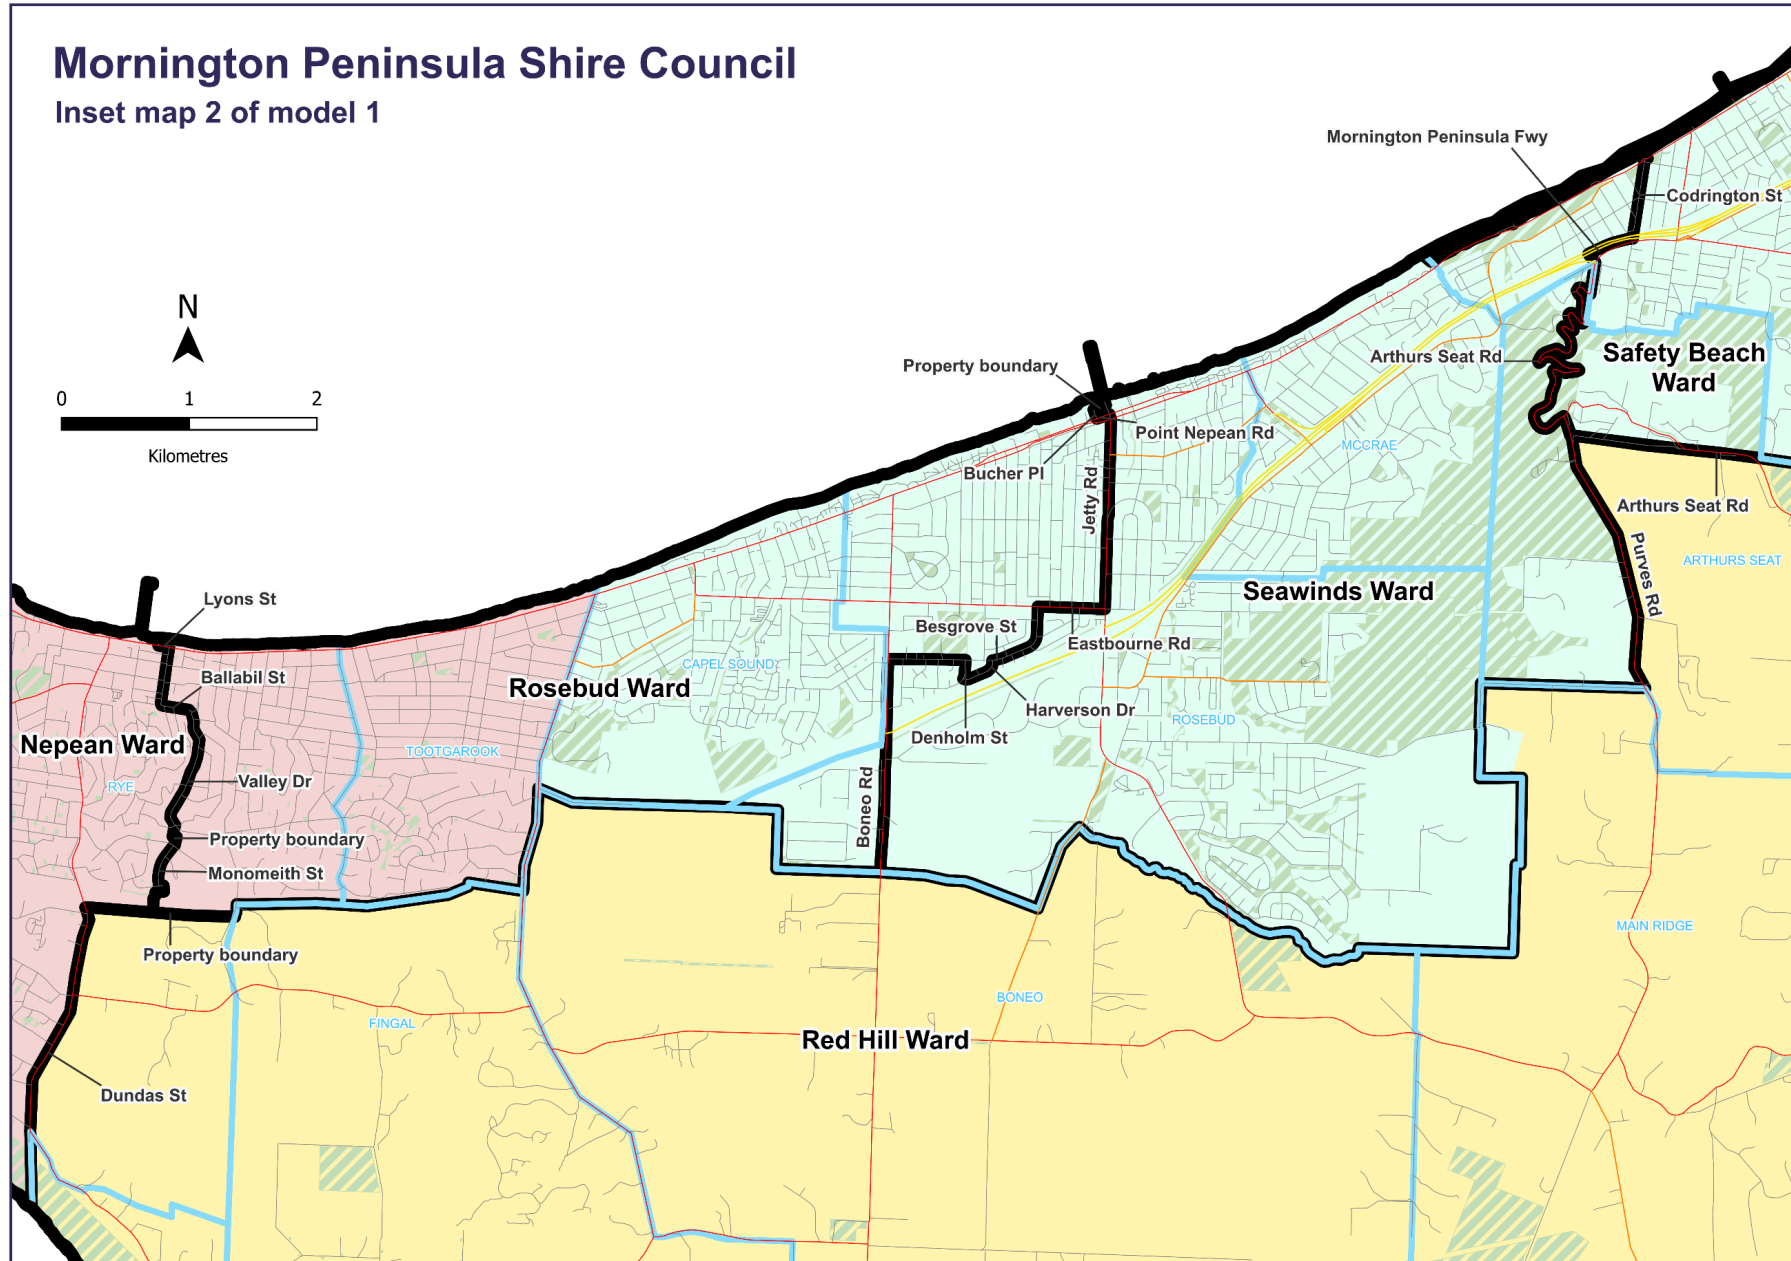 Mornington Peninsula Shire Council
Inset map 2 of model 1
Mornington Peninsula Fwy
Codrington St
N
0 1 2
Kilometres
Property boundary
Arthurs Seat Rd
Safety Beach
Ward
Point Nepean Rd
MCCRAE
Bucher Pl
Jetty Rd
Arthurs Seat Rd
Purves Rd
ARTHURS SEAT
Lyons St
Seawinds Ward
Besgrove St
Eastbourne Rd
CAPEL SOUND
Ballabil St
Rosebud Ward
Harverson Dr
ROSEBUD
Denholm St
Nepean Ward
TOOTGAROOK
RYE
Valley Dr
Boneo Rd
Property boundary
Monomeith St
MAIN RIDGE
Property boundary
BONEO
FINGAL
Red Hill Ward
Dundas St